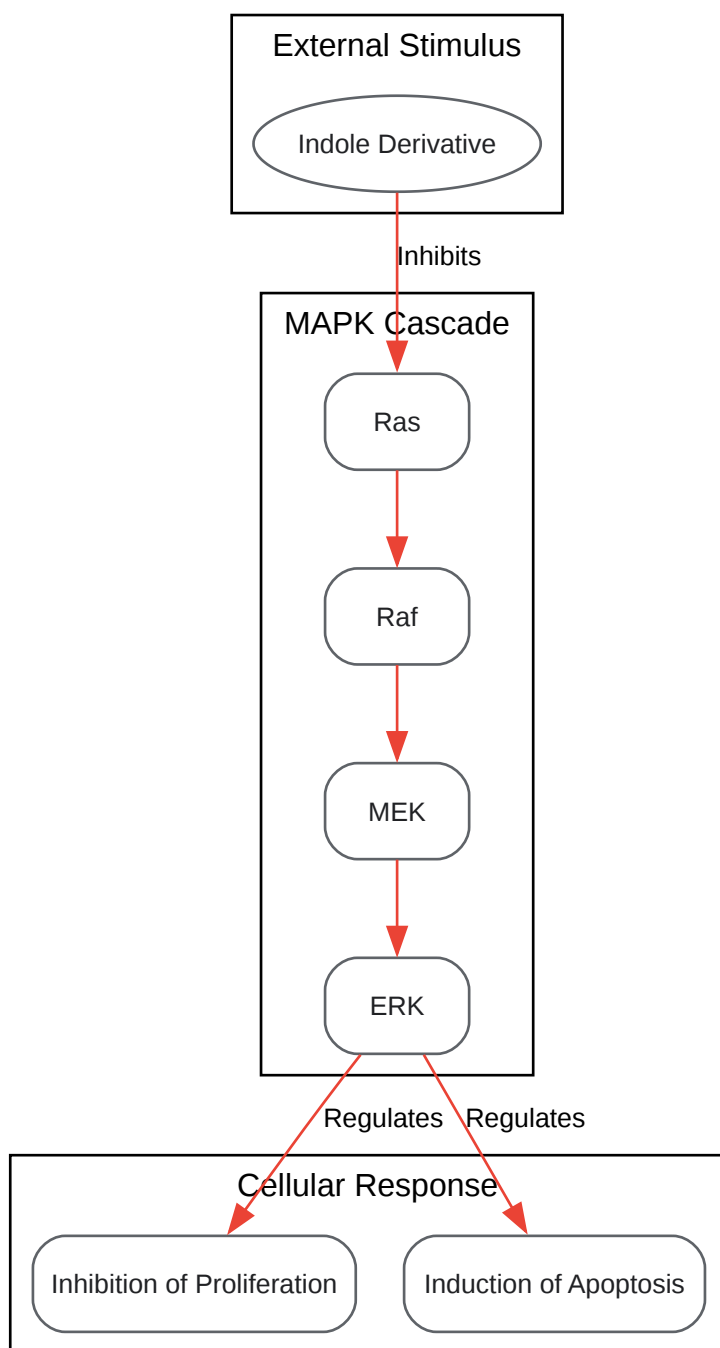 External Stimulus
Indole Derivative
Inhibits
MAPK Cascade
Ras
Raf
MEK
ERK
Regulates
Regulates
Cellular Response
Inhibition of Proliferation
Induction of Apoptosis